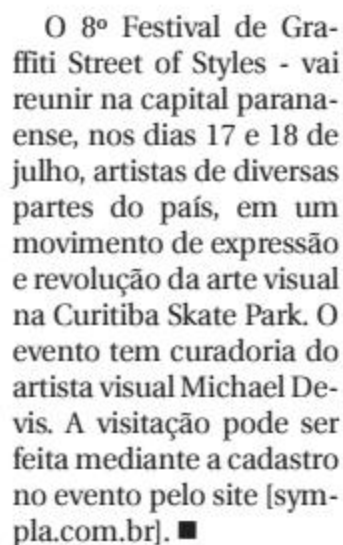 O 8º Festival de Gra-
ffiti Street of Styles - vai
reunir na capital parana-
ense, nos dias 17 e 18 de
julho, artistas de diversas
partes do país, em um
movimento de expressão
e revolução da arte visual
na Curitiba Skate Park. O
evento tem curadoria do
artista visual Michael De-
vis. A visitação pode ser
feita mediante a cadastro
no evento pelo site [sym-
pla.com.br]. ■